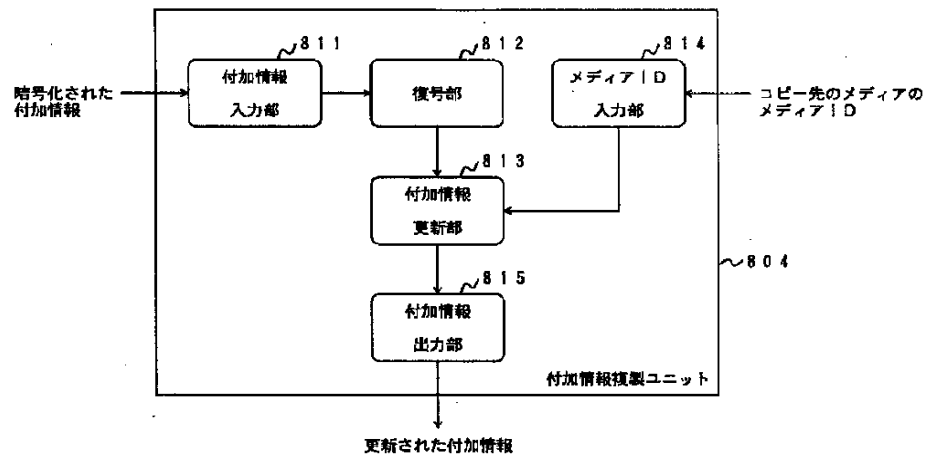 811
812
814
付加情報
入力部
復号部
メディアID
入力部
暗号化された
付加情報
コピー先のメディアの
メディアID
813
付加情報
更新部
804
815
付加情報
出力部
付加情報複製ユニット
更新された付加情報